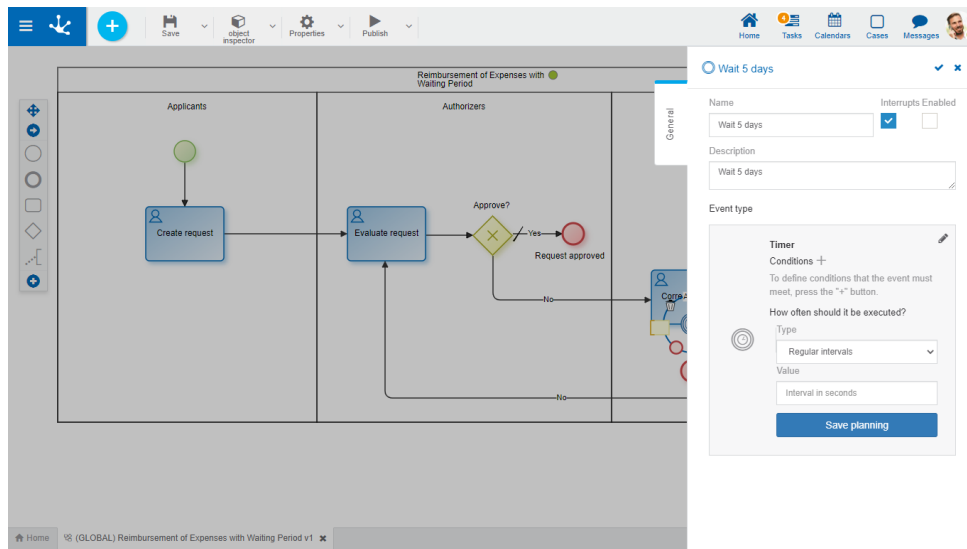 Save
object
inspector
Properties
Publish
Home
4
Tasks
Calendars
Cases
Messages
Reimbursement of Expenses with
Waiting Period
Applicants
Authorizers
Create request
Evaluate request
Approve?
Yes
Request approved
No
No
General
Wait 5 days
Name
Interrupts Enabled
Wait 5 days
Description
Wait 5 days
Event type
Timer
Conditions +
To define conditions that the event must
meet, press the "+" button.
How often should it be executed?
Type
Regular intervals
Value
Interval in seconds
Save planning
Home
(GLOBAL) Reimbursement of Expenses with Waiting Period v1